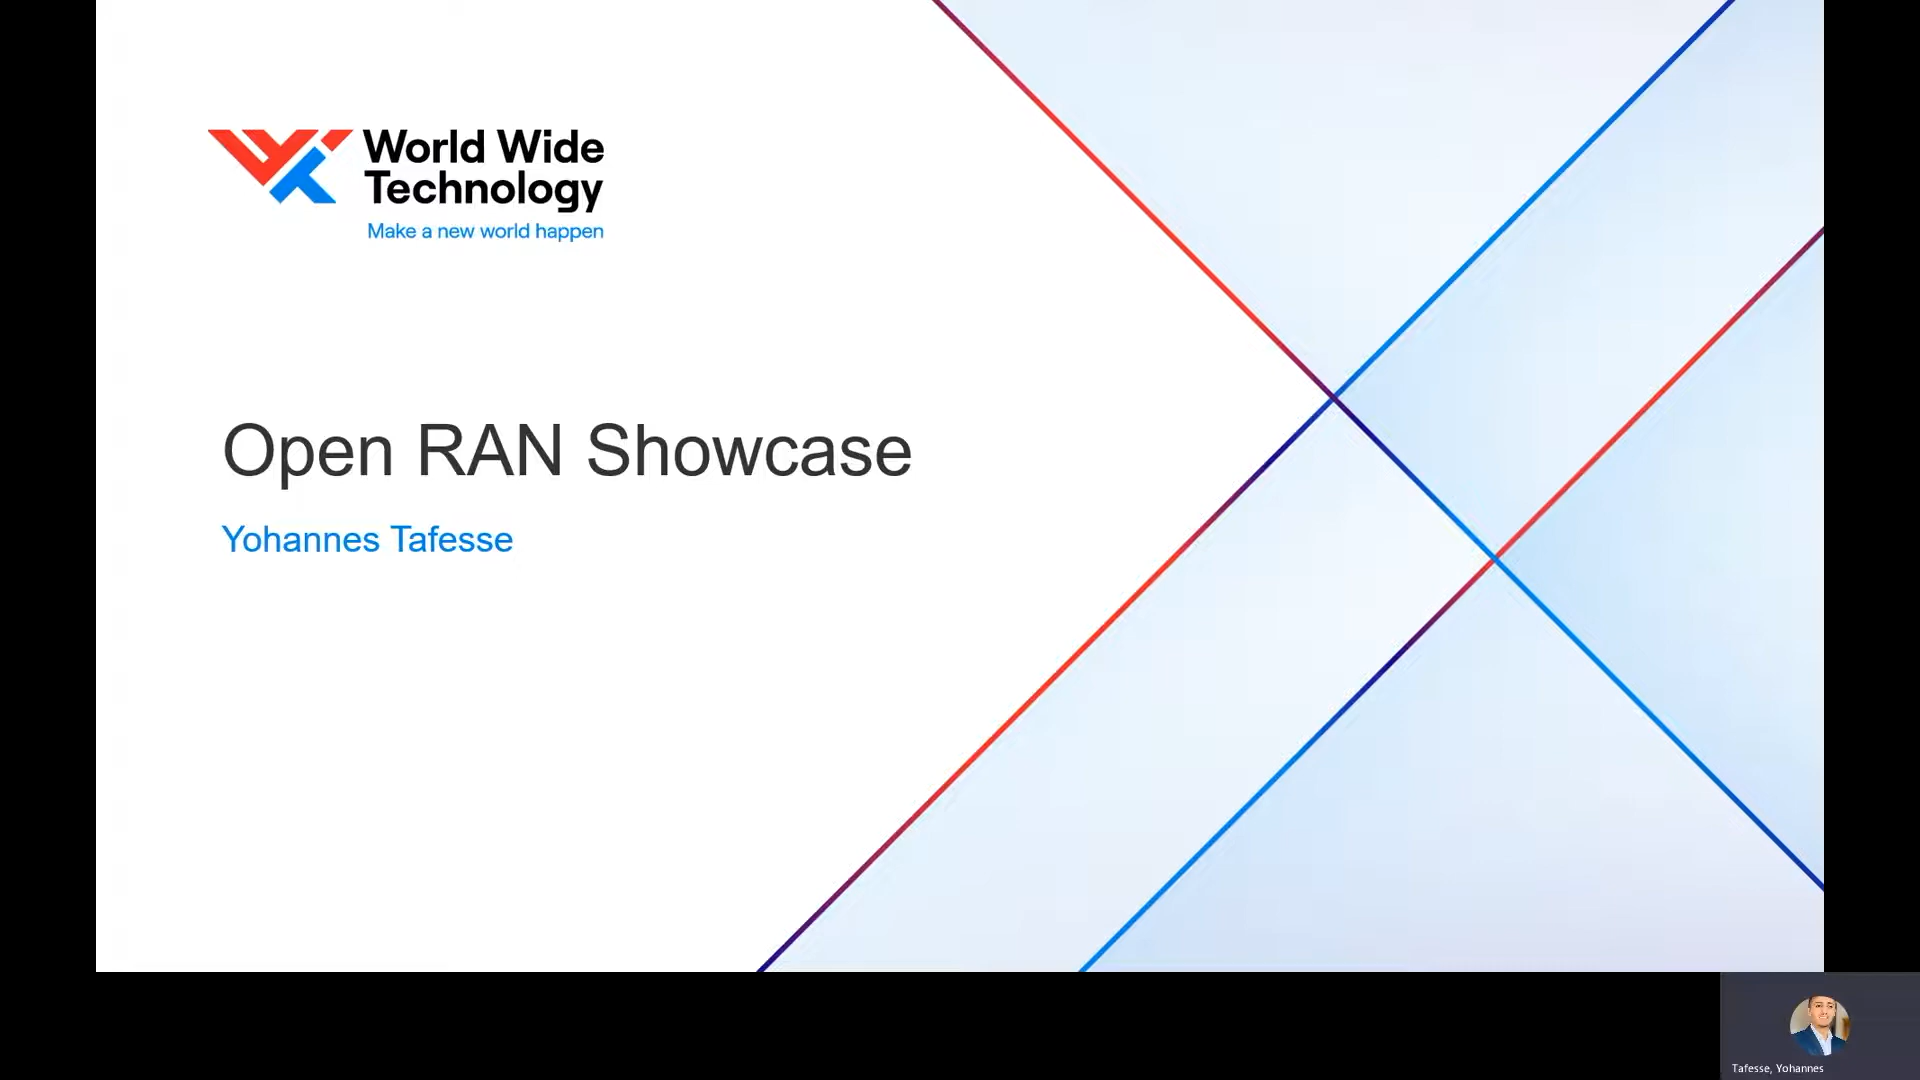 World Wide
Technology
Make a new world happen
Open RAN Showcase
Yohannes Tafesse
Tafesse, Yohannes